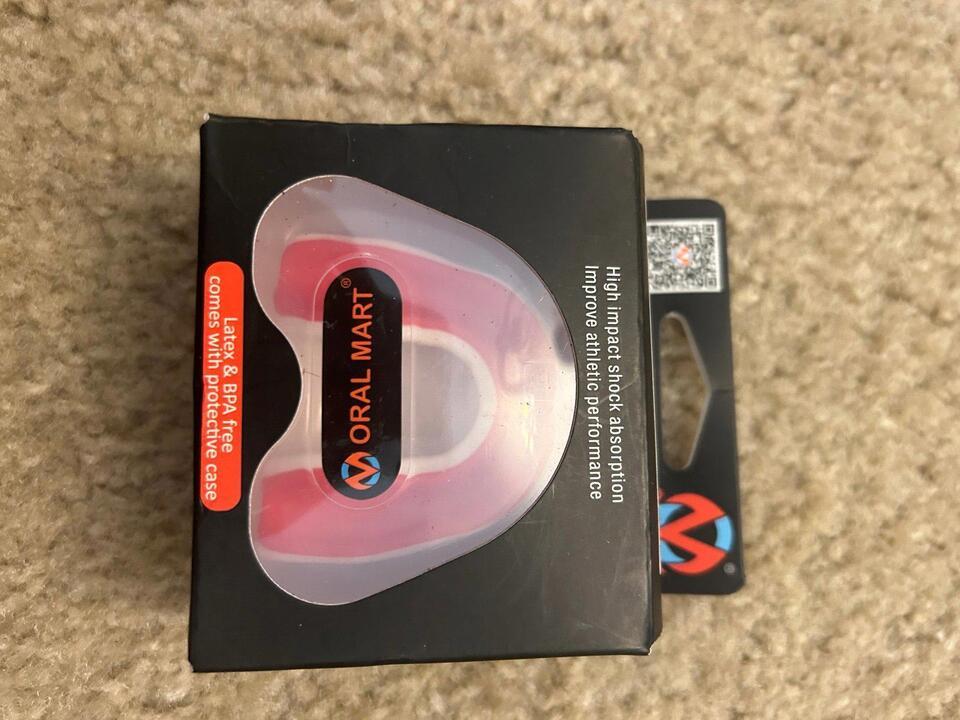 High impact shock absorption
Improve athletic performance
ORAL MART®
Latex & BPA free
comes with protective case